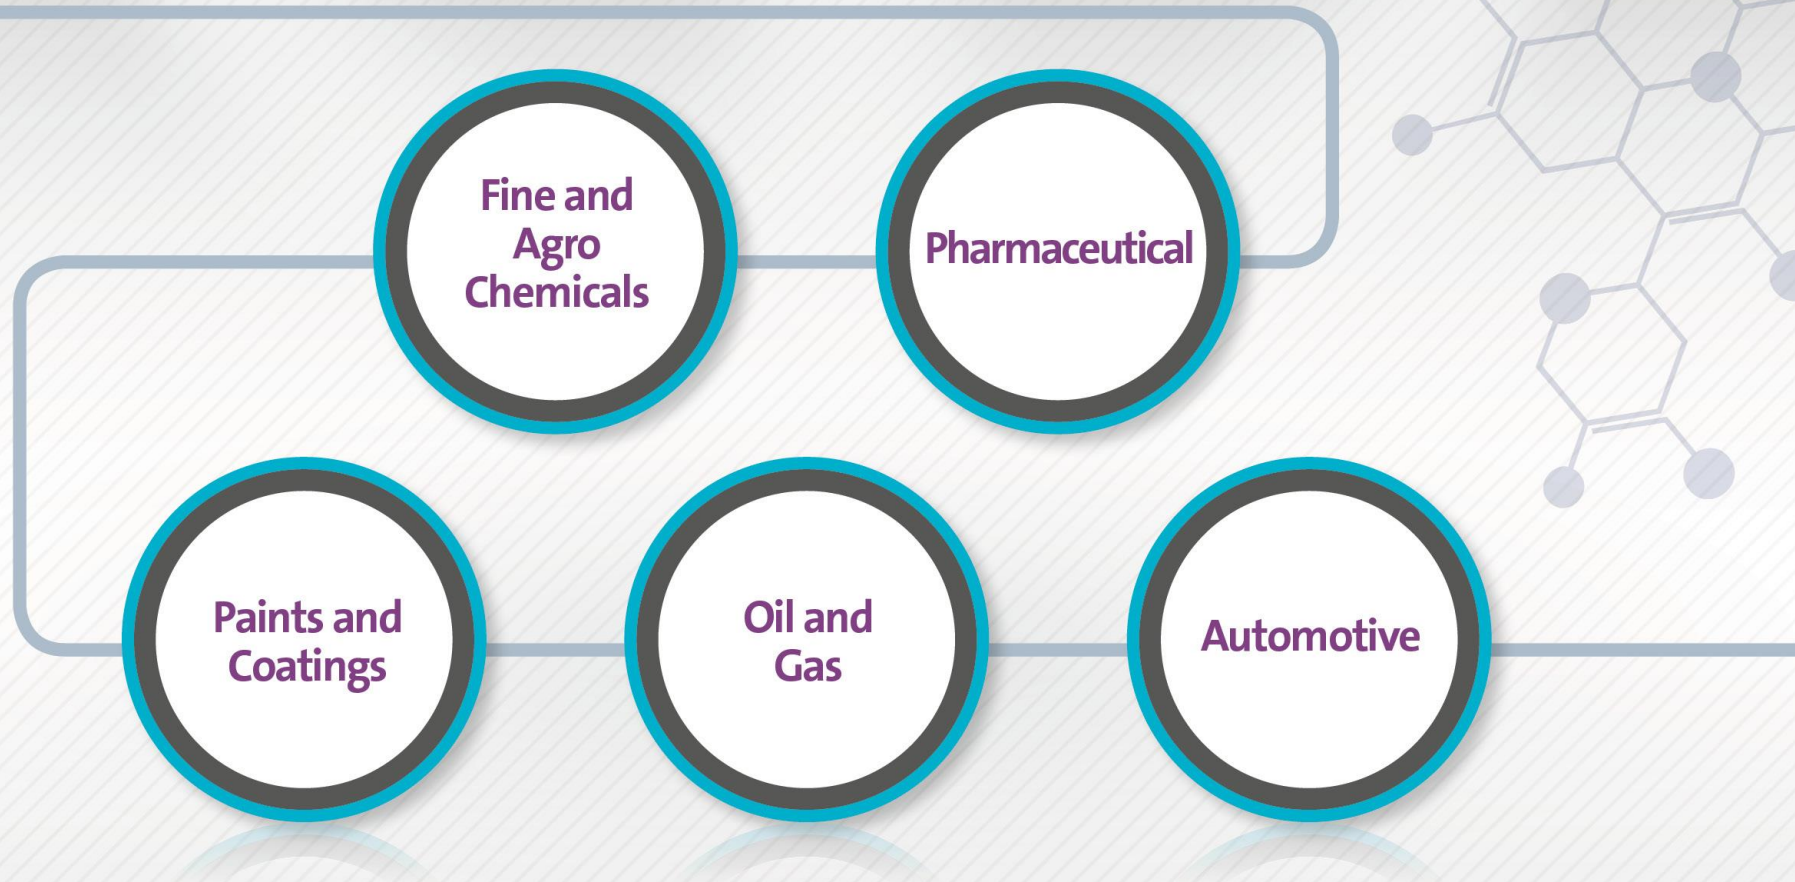 Fine and
Agro
Chemicals
Pharmaceutical
Paints and
Coatings
Oil and
Gas
Automotive